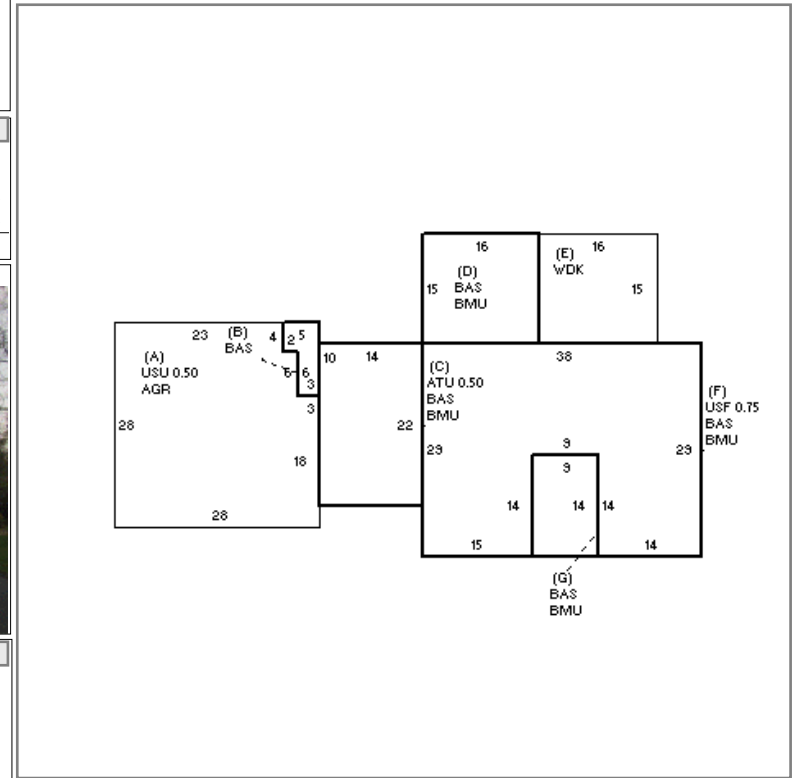 16
16
(E)
WDK
(D)
BAS
BMU
15
15
23
(B)
BAS
4
2
5
(A)
USU 0.50
AGR
10
14
38
6
6
3
3
(C)
ATU 0.50
BAS
BMU
(F)
USF 0.75
BAS
BMU
28
22
29
9
29
18
9
14
14
14
28
15
14
(G)
BAS
BMU